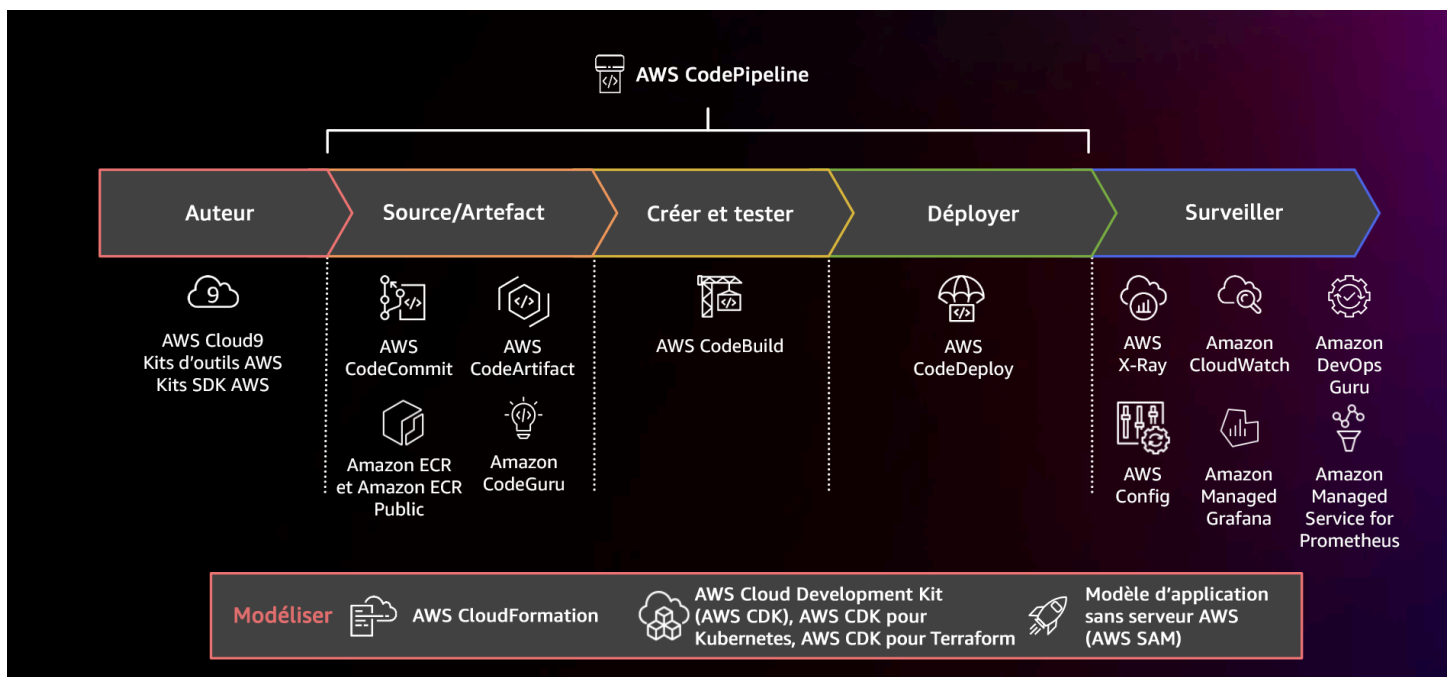 AWS CodePipeline
Auteur
Source/Artefact
Créer et tester
Déployer
Surveiller
9
AWS Cloud9
Kits d’outils AWS
Kits SDK AWS
</>
AWS
CodeCommit
</>
AWS
CodeArtifact
Amazon ECR
et Amazon ECR
Public
</>
Amazon
CodeGuru
</>
AWS CodeBuild
</>
AWS
CodeDeploy
AWS
X-Ray
Amazon
CloudWatch
Amazon
DevOps
Guru
AWS
Config
Amazon
Managed
Grafana
Amazon
Managed
Service for
Prometheus
Modéliser
AWS CloudFormation
AWS Cloud Development Kit
(AWS CDK), AWS CDK pour
Kubernetes, AWS CDK pour Terraform
Modèle d’application
sans serveur AWS
(AWS SAM)